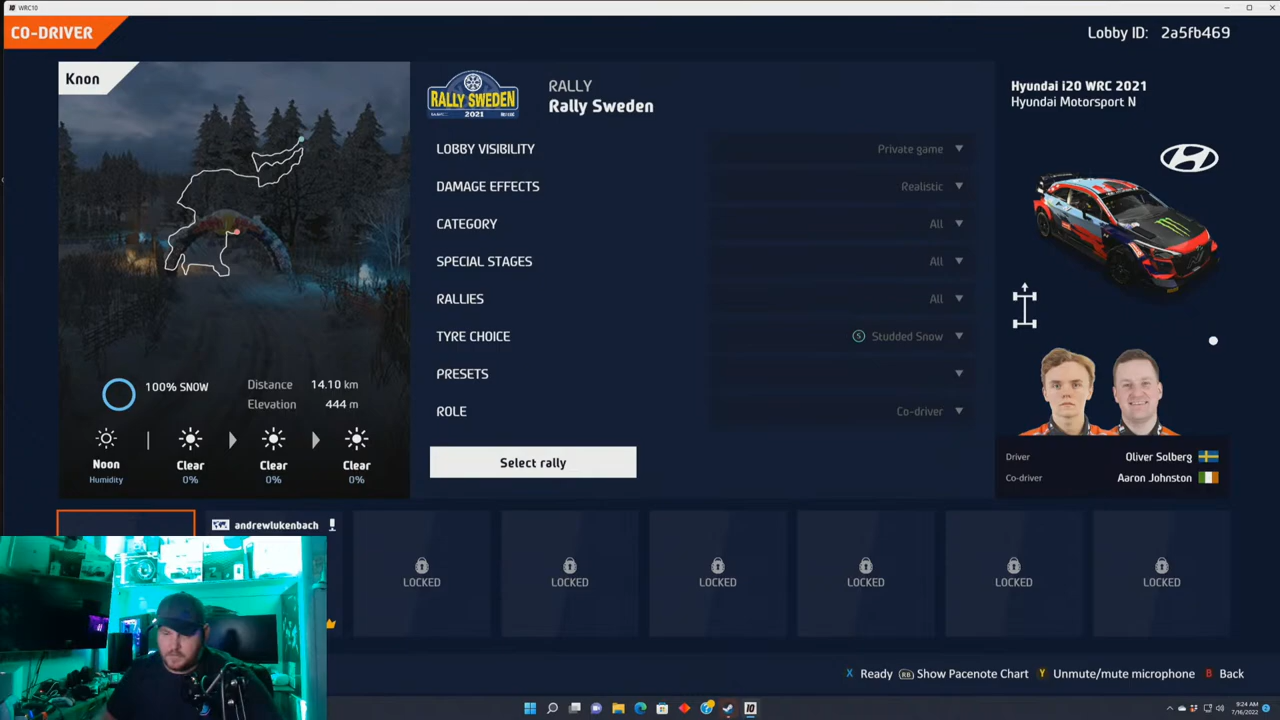 WRC10
CO-DRIVER
Lobby ID: 2a5fb469
Knon
RALLY SWEDEN
2021
RALLY
Rally Sweden
LOBBY VISIBILITY Private game
DAMAGE EFFECTS Realistic
CATEGORY All
SPECIAL STAGES All
RALLIES All
TYRE CHOICE S Studded Snow
PRESETS
ROLE Co-driver
Select rally
100% SNOW
Distance 14.10 km
Elevation 444 m
Noon Clear Clear Clear
Humidity 0% 0% 0%
Hyundai i20 WRC 2021
Hyundai Motorsport N
Driver Oliver Solberg
Co-driver Aaron Johnston
andrewlukenbach
LOCKED LOCKED LOCKED LOCKED LOCKED LOCKED
X Ready RB Show Pacenote Chart Y Unmute/mute microphone B Back
10
9:24 AM
7/16/2022